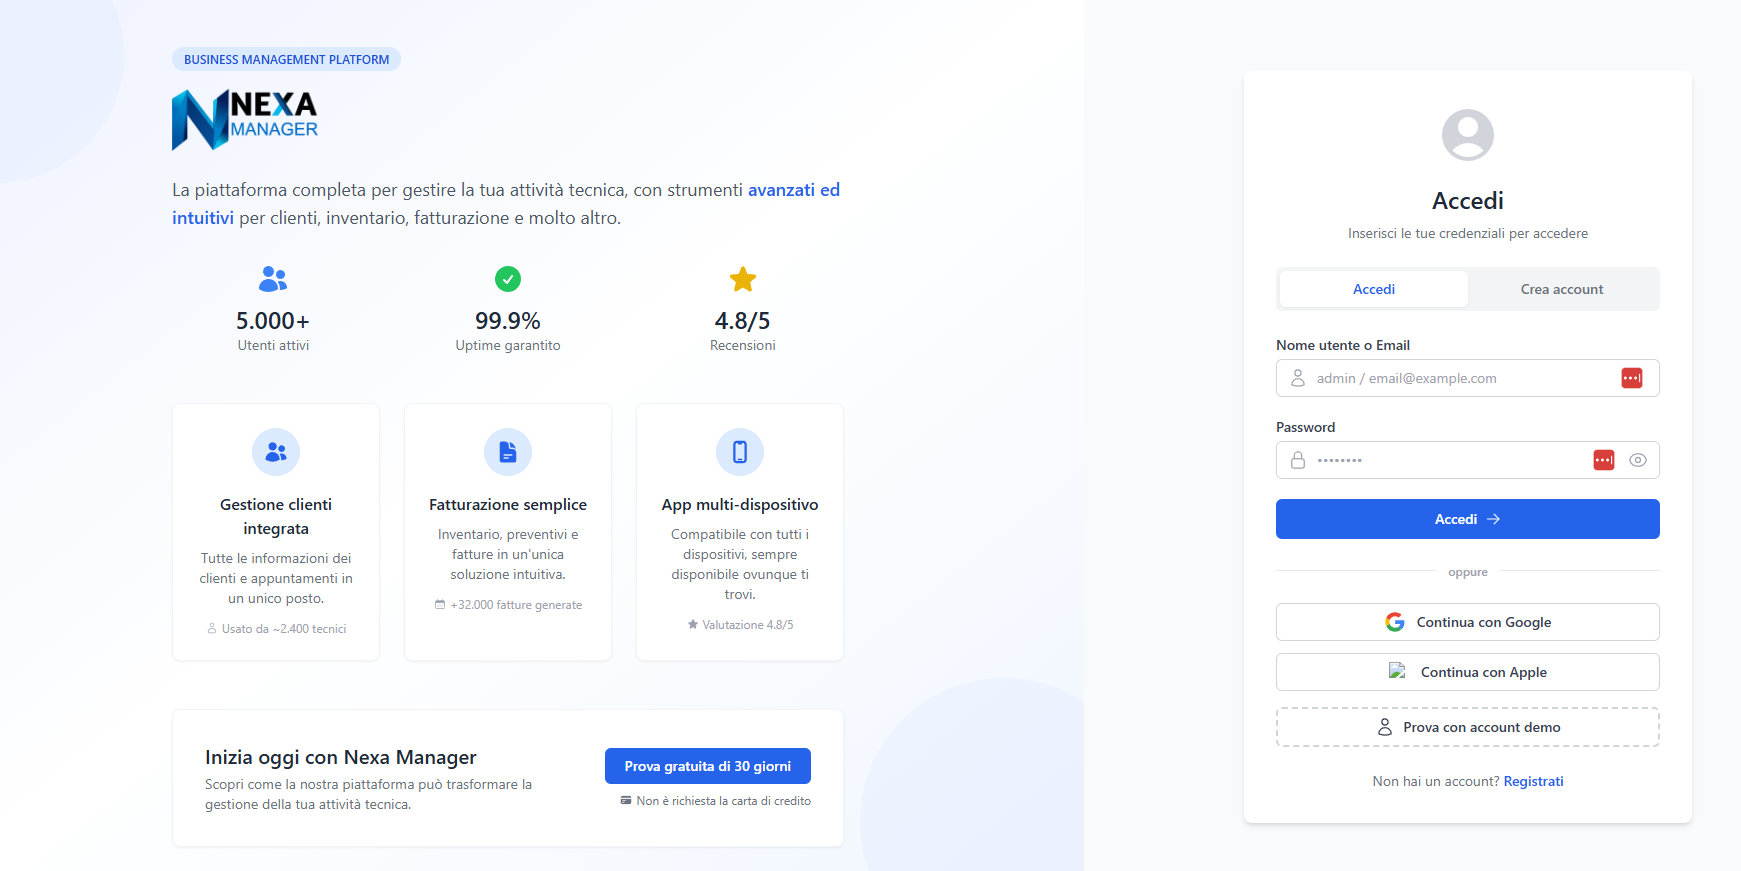 BUSINESS MANAGEMENT PLATFORM
NEXA
MANAGER
La piattaforma completa per gestire la tua attività tecnica, con strumenti avanzati ed
intuitivi per clienti, inventario, fatturazione e molto altro.
5.000+
Utenti attivi
99.9%
Uptime garantito
4.8/5
Recensioni
Gestione clienti
integrata
Tutte le informazioni dei
clienti e appuntamenti in
un unico posto.
Usato da ~2.400 tecnici
Fatturazione semplice
Inventario, preventivi e
fatture in un'unica
soluzione intuitiva.
+32.000 fatture generate
App multi-dispositivo
Compatibile con tutti i
dispositivi, sempre
disponibile ovunque ti
trovi.
Valutazione 4.8/5
Inizia oggi con Nexa Manager
Scopri come la nostra piattaforma può trasformare la
gestione della tua attività tecnica.
Prova gratuita di 30 giorni
Non è richiesta la carta di credito
Accedi
Inserisci le tue credenziali per accedere
Accedi
Crea account
Nome utente o Email
admin / email@example.com
Password
••••••••
Accedi →
oppure
Continua con Google
Continua con Apple
Prova con account demo
Non hai un account? Registrati